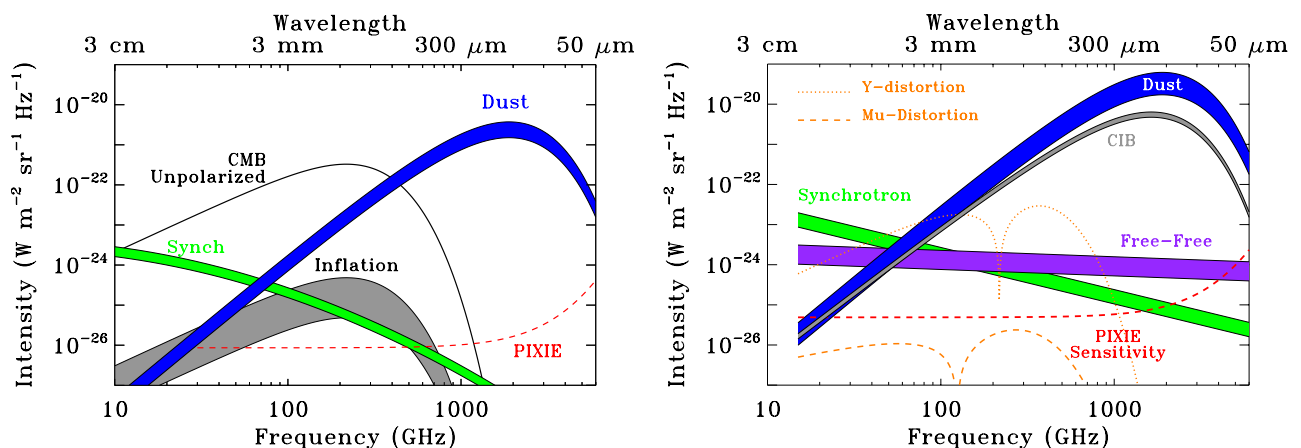 Wavelength
3 cm 3 mm 300 μm 50 μm
Intensity (W m⁻² sr⁻¹ Hz⁻¹)
10⁻²⁰
10⁻²²
10⁻²⁴
10⁻²⁶
Dust
CMB
Unpolarized
Synch
Inflation
PIXIE
10 100 1000
Frequency (GHz)
Wavelength
3 cm 3 mm 300 μm 50 μm
Intensity (W m⁻² sr⁻¹ Hz⁻¹)
10⁻²⁰
10⁻²²
10⁻²⁴
10⁻²⁶
Y-distortion
Mu-Distortion
Dust
CIB
Synchrotron
Free-Free
PIXIE
Sensitivity
10 100 1000
Frequency (GHz)